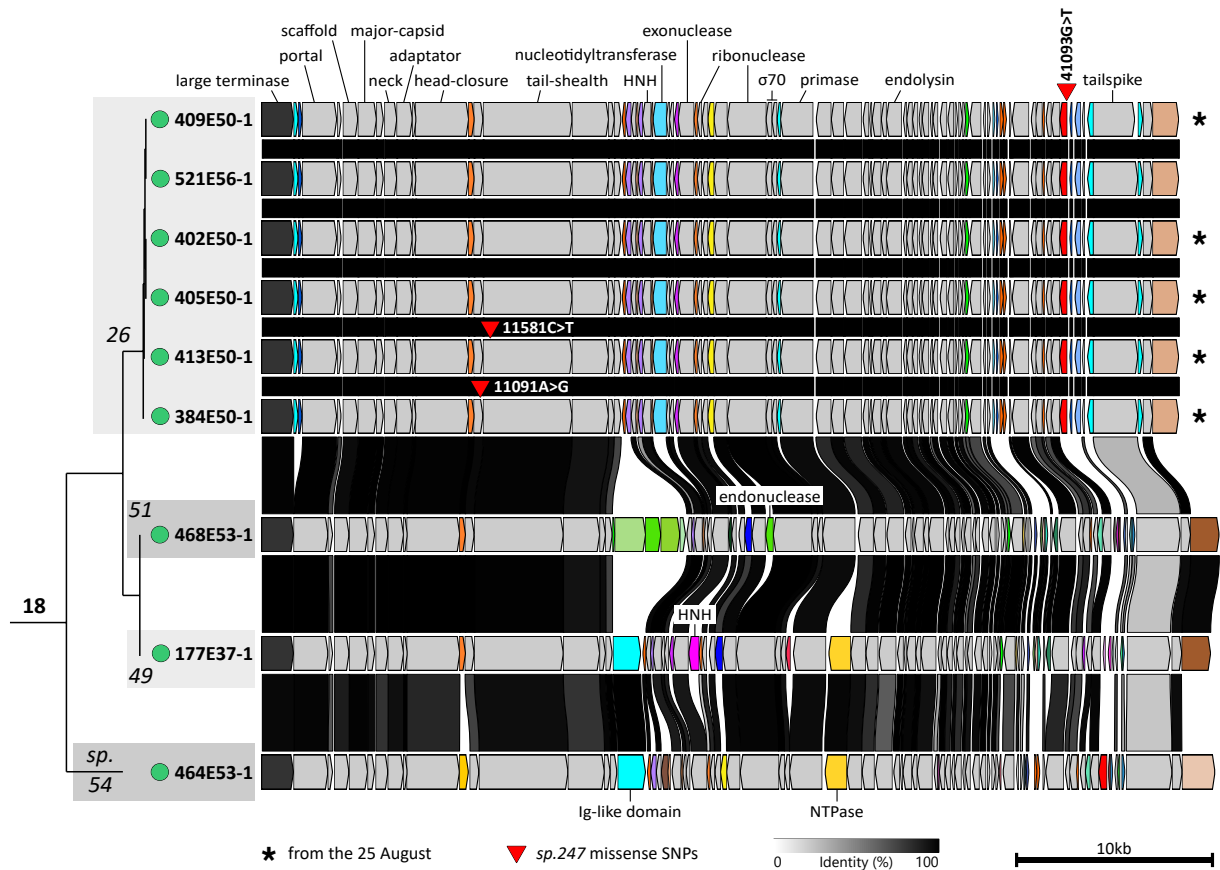 scaffold major-capsid exonuclease
portal adaptator nucleotidyltransferase ribonuclease
large terminase neck head-closure tail-shealth HNH σ70 primase endolysin tailspike
41093G>T
409E50-1 *
521E56-1
402E50-1 *
405E50-1 *
11581C>T
26
413E50-1 *
11091A>G
384E50-1 *
endonuclease
51
468E53-1
18
HNH
177E37-1
49
sp.
464E53-1
54
Ig-like domain NTPase
* from the 25 August sp.247 missense SNPs
0 Identity (%) 100
10kb